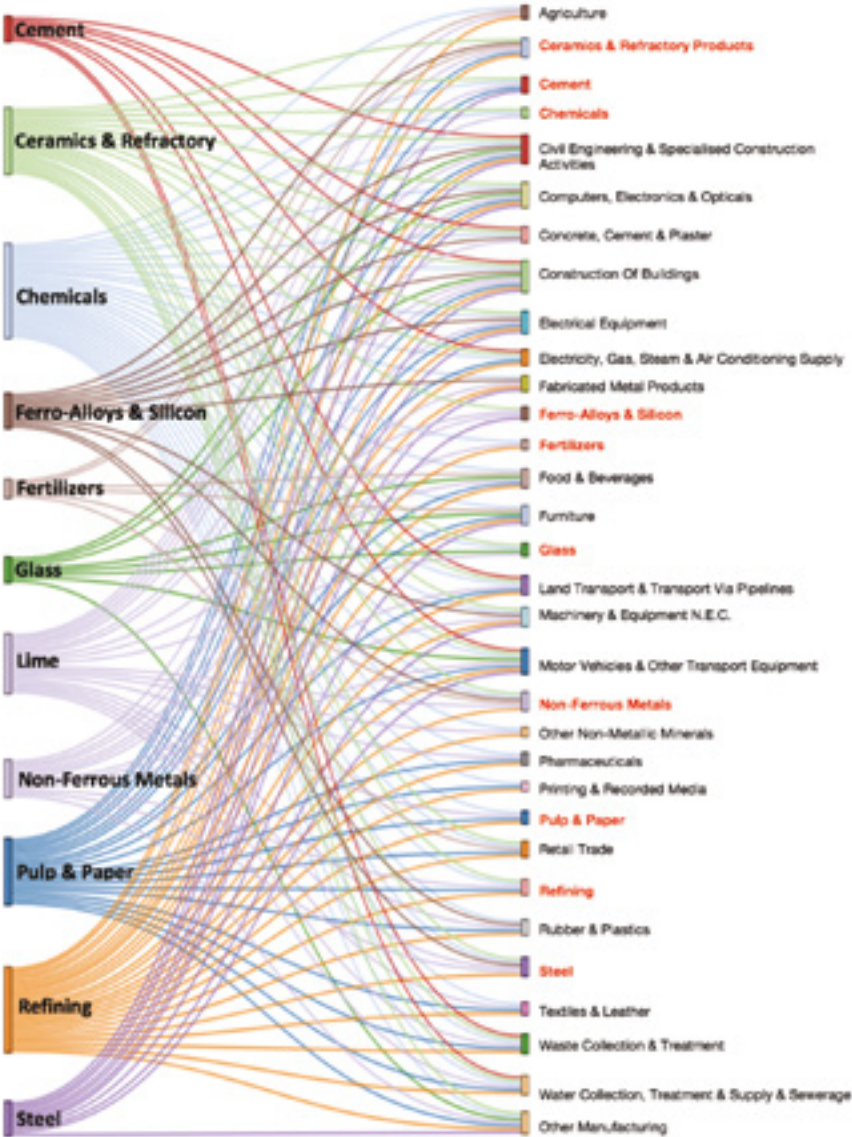 Cement
Ceramics & Refractory
Chemicals
Ferro-Alloys & Silicon
Fertilizers
Glass
Lime
Non-Ferrous Metals
Pulp & Paper
Refining
Steel
Agriculture
Ceramics & Refractory Products
Cement
Chemicals
Civil Engineering & Specialised Construction
Activities
Computers, Electronics & Opticals
Concrete, Cement & Plaster
Construction Of Buildings
Electrical Equipment
Electricity, Gas, Steam & Air Conditioning Supply
Fabricated Metal Products
Ferro-Alloys & Silicon
Fertilizers
Food & Beverages
Furniture
Glass
Land Transport & Transport Via Pipelines
Machinery & Equipment N.E.C.
Motor Vehicles & Other Transport Equipment
Non-Ferrous Metals
Other Non-Metallic Minerals
Pharmaceuticals
Printing & Recorded Media
Pulp & Paper
Retail Trade
Refining
Rubber & Plastics
Steel
Textiles & Leather
Waste Collection & Treatment
Water Collection, Treatment & Supply & Sewerage
Other Manufacturing